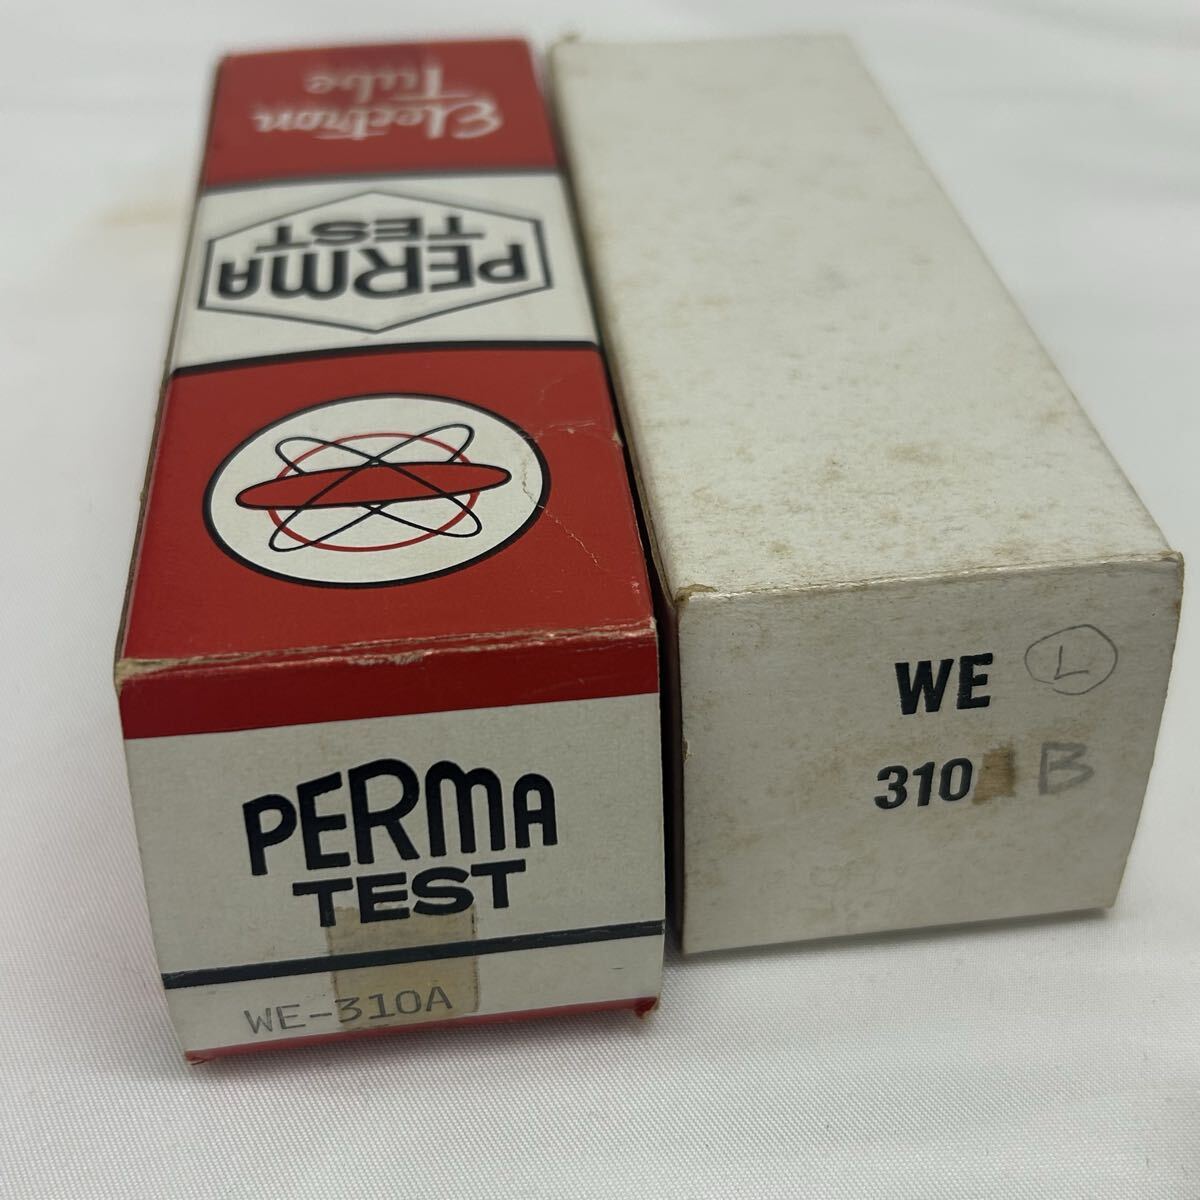 Electron
Tube
PERMA
TEST
PERMA
TEST
WE-310A
WE L
310 B